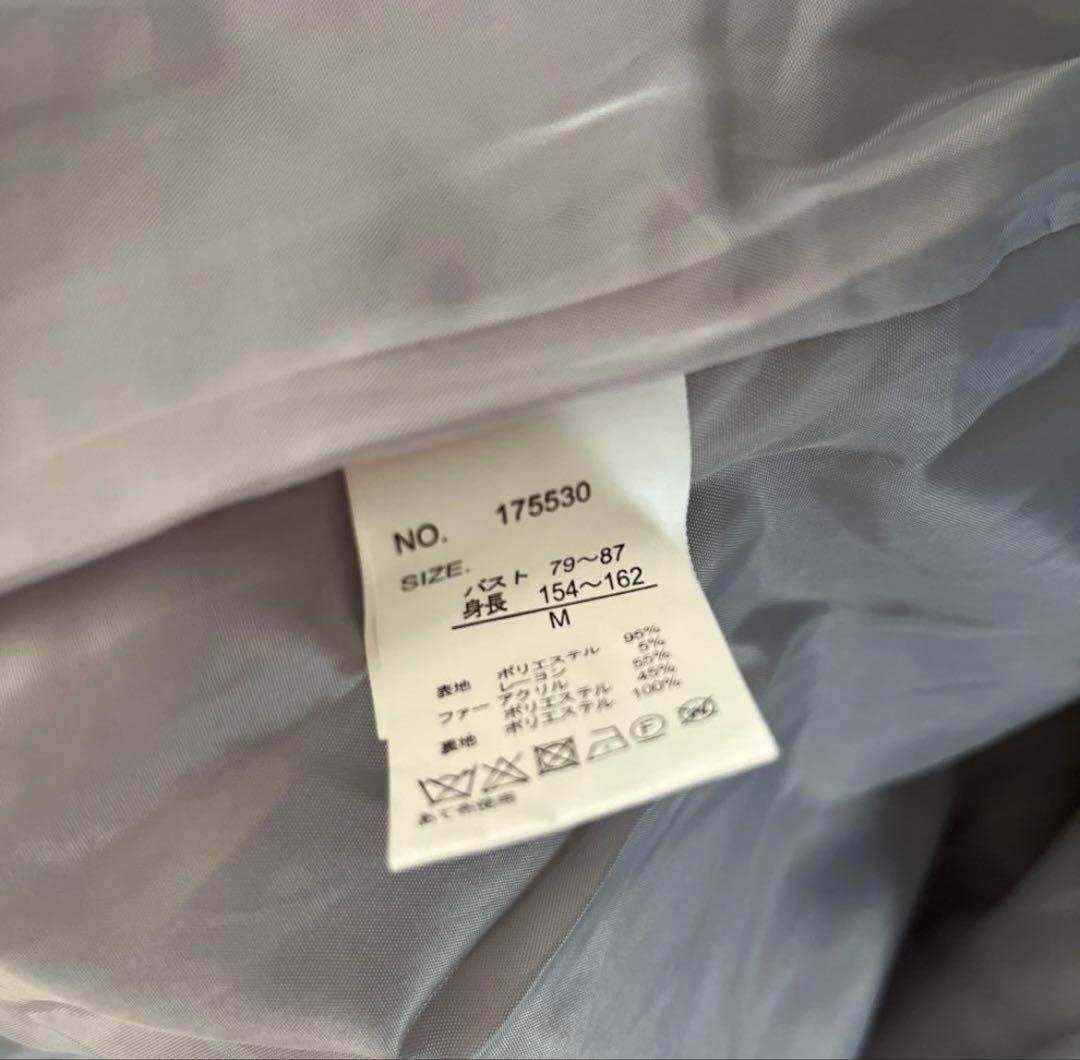 NO. 175530
SIZE. バスト 79～87
身長 154～162
M
表地 ポリエステル 95%
レーヨン 5%
ファー アクリル 55%
ポリエステル 45%
裏地 ポリエステル 100%
F
W
あて布使用